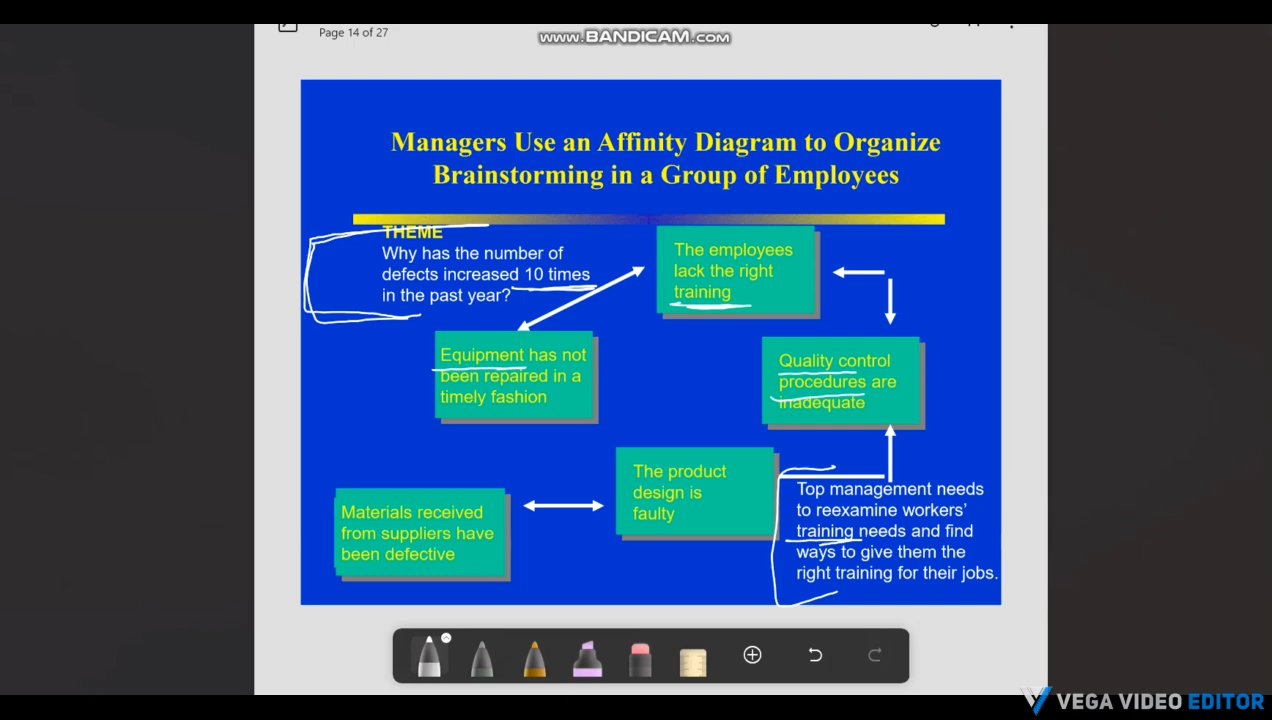 Page 14 of 27
www.BANDICAM.com
Managers Use an Affinity Diagram to Organize
Brainstorming in a Group of Employees
THEME
Why has the number of
defects increased 10 times
in the past year?
The employees
lack the right
training
Equipment has not
been repaired in a
timely fashion
Quality control
procedures are
inadequate
The product
design is
faulty
Materials received
from suppliers have
been defective
Top management needs
to reexamine workers'
training needs and find
ways to give them the
right training for their jobs.
VEGA VIDEO EDITOR